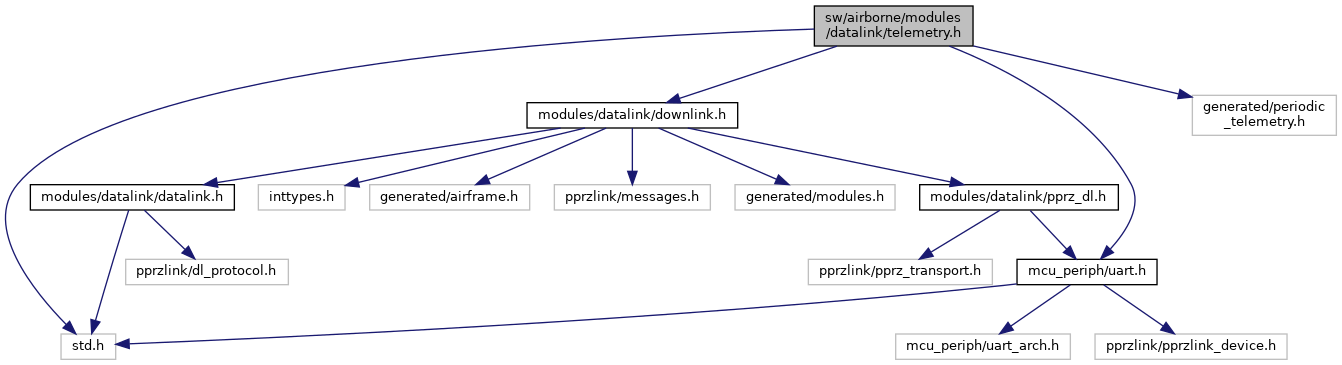 sw/airborne/modules
/datalink/telemetry.h
generated/periodic
_telemetry.h
modules/datalink/downlink.h
modules/datalink/datalink.h
inttypes.h
generated/airframe.h
pprzlink/messages.h
generated/modules.h
modules/datalink/pprz_dl.h
pprzlink/dl_protocol.h
pprzlink/pprz_transport.h
mcu_periph/uart.h
std.h
mcu_periph/uart_arch.h
pprzlink/pprzlink_device.h